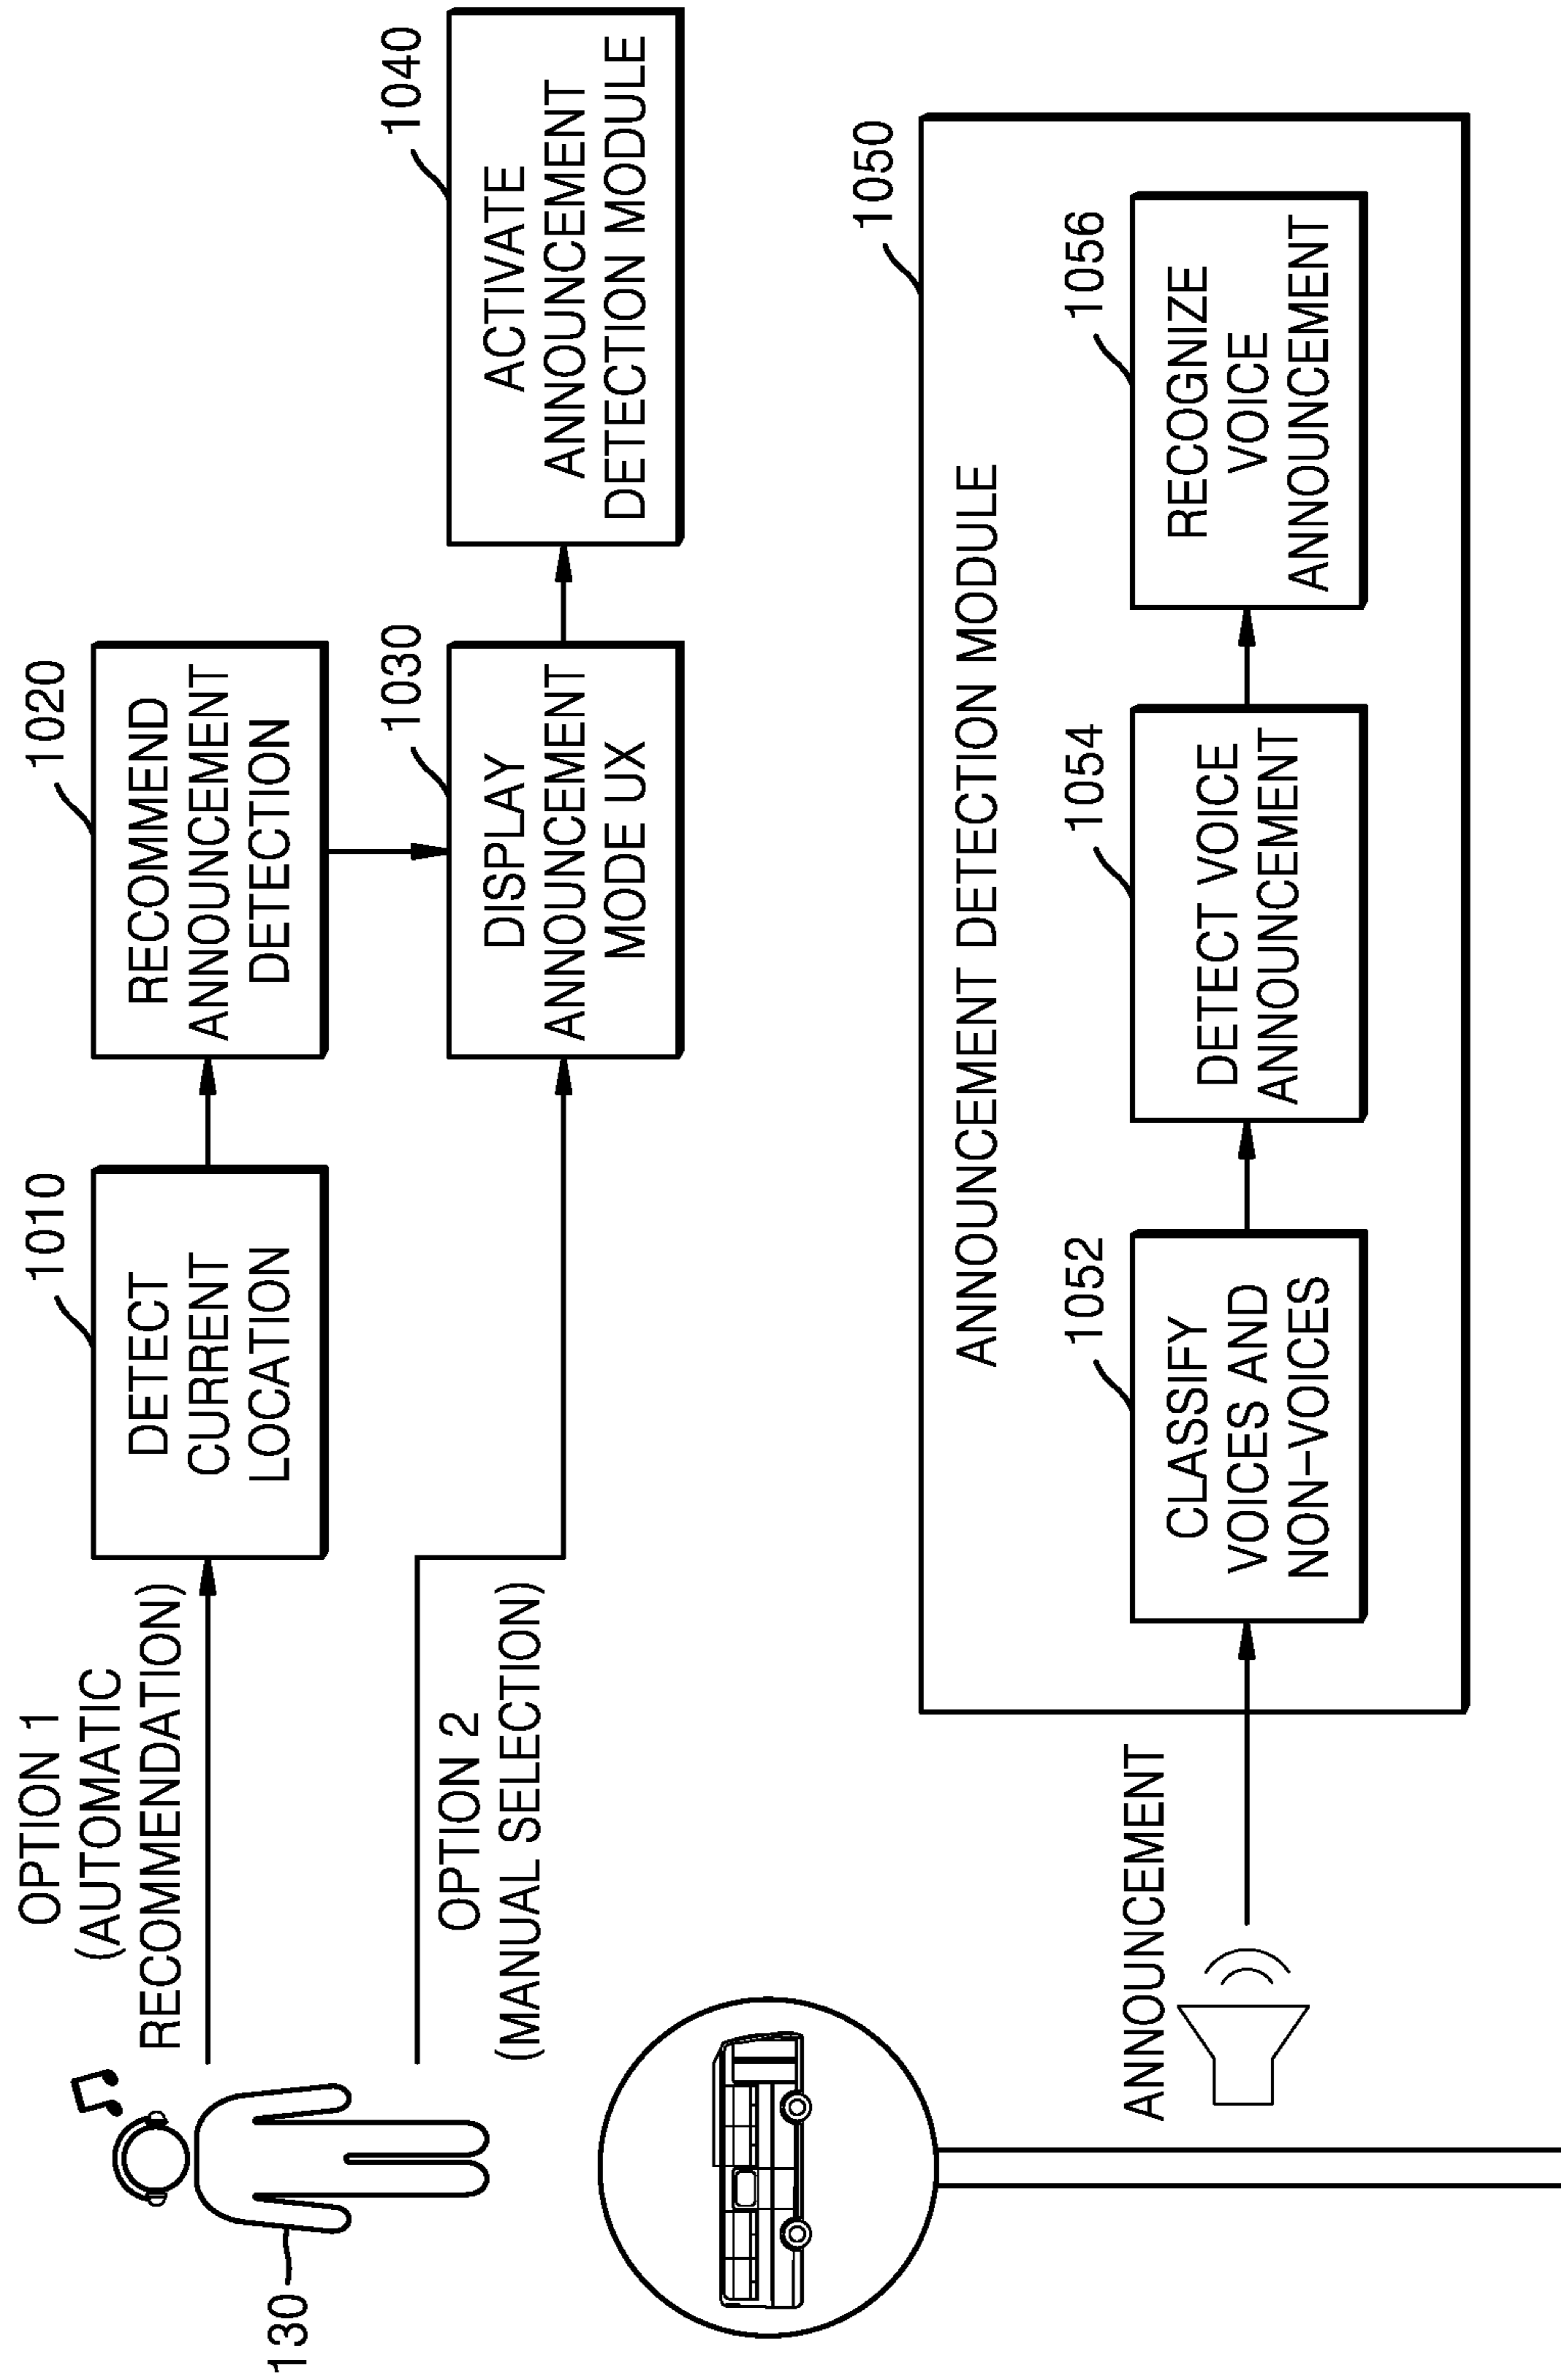 130
OPTION 1
(AUTOMATIC
RECOMMENDATION)
1010
DETECT
CURRENT
LOCATION
1020
RECOMMEND
ANNOUNCEMENT
DETECTION
OPTION 2
(MANUAL SELECTION)
1030
DISPLAY
ANNOUNCEMENT
MODE UX
1040
ACTIVATE
ANNOUNCEMENT
DETECTION MODULE
1050
ANNOUNCEMENT DETECTION MODULE
ANNOUNCEMENT
1052
CLASSIFY
VOICES AND
NON-VOICES
1054
DETECT VOICE
ANNOUNCEMENT
1056
RECOGNIZE
VOICE
ANNOUNCEMENT